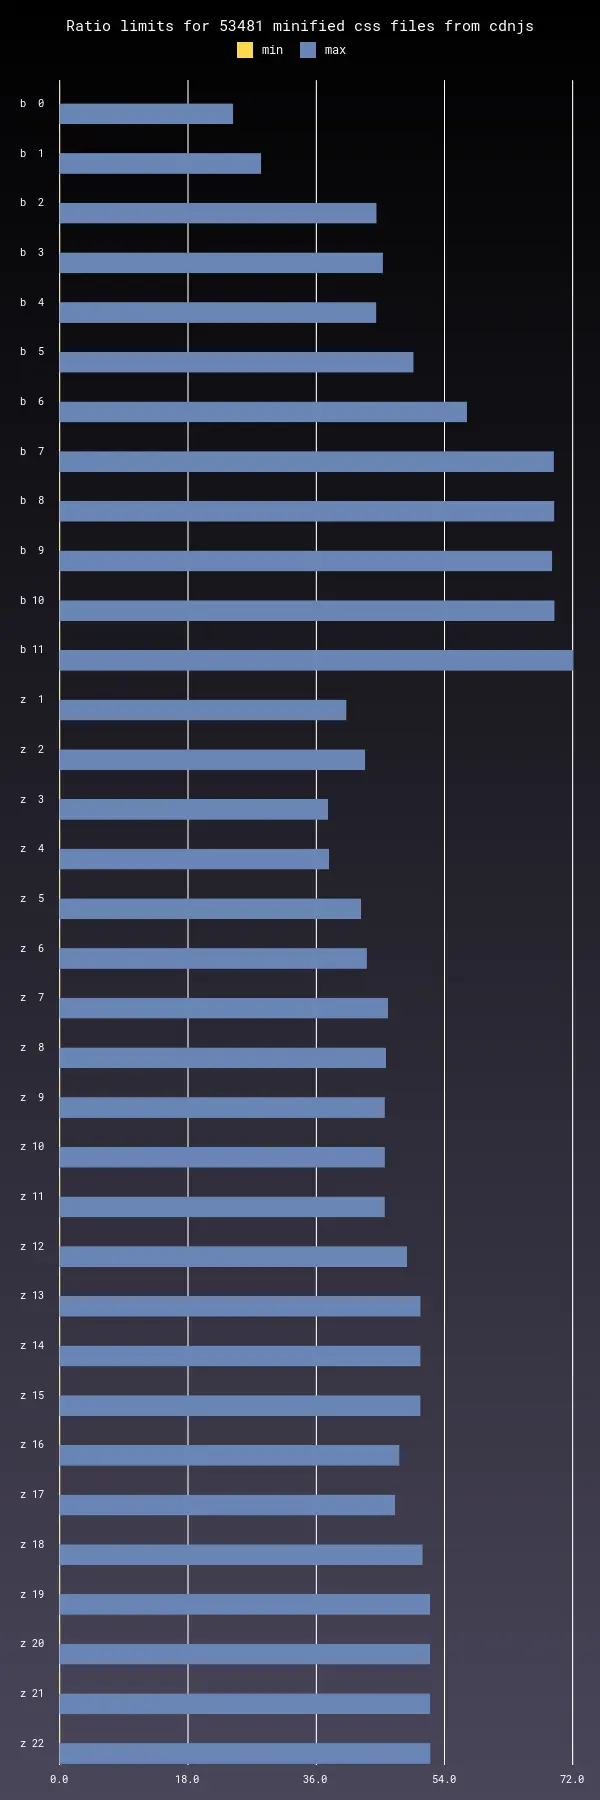 Ratio limits for 53481 minified css files from cdnjs
min max
b 0
b 1
b 2
b 3
b 4
b 5
b 6
b 7
b 8
b 9
b 10
b 11
z 1
z 2
z 3
z 4
z 5
z 6
z 7
z 8
z 9
z 10
z 11
z 12
z 13
z 14
z 15
z 16
z 17
z 18
z 19
z 20
z 21
z 22
0.0 18.0 36.0 54.0 72.0